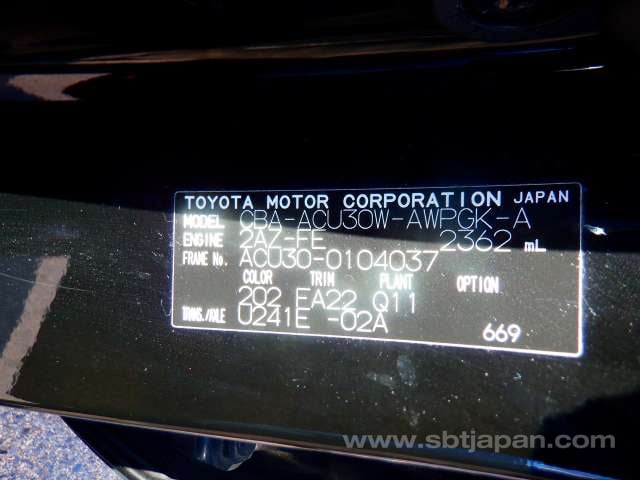 TOYOTA MOTOR CORPORATION JAPAN
MODEL CBA-ACU30W-AWPGK-A
ENGINE 2AZ-FE 2362 mL
FRAME No. ACU30-0104037
COLOR TRIM PLANT OPTION
202 EA22 Q11
TRANS./AXLE U241E -02A
669
www.sbtjapan.com